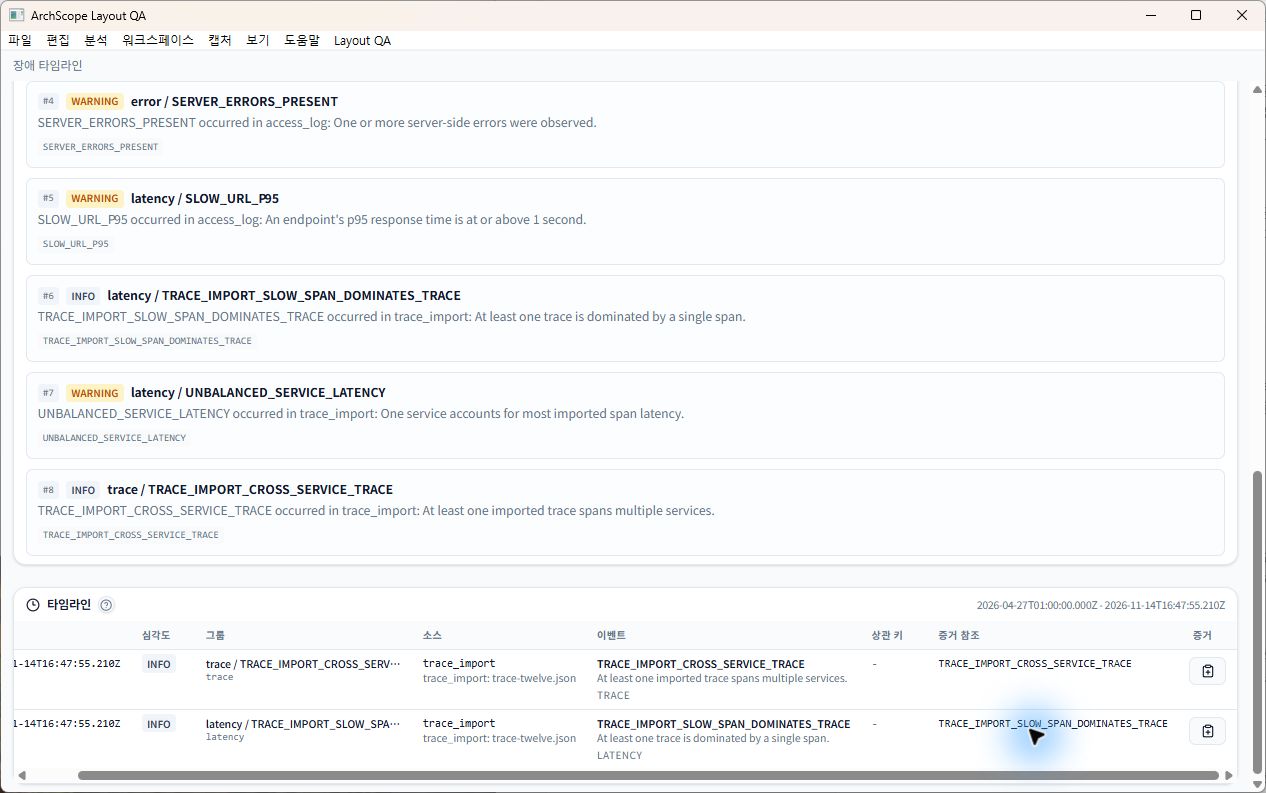 ArchScope Layout QA
파일 편집 분석 워크스페이스 캡처 보기 도움말 Layout QA
장애 타임라인
#4 WARNING error / SERVER_ERRORS_PRESENT
SERVER_ERRORS_PRESENT occurred in access_log: One or more server-side errors were observed.
SERVER_ERRORS_PRESENT
#5 WARNING latency / SLOW_URL_P95
SLOW_URL_P95 occurred in access_log: An endpoint's p95 response time is at or above 1 second.
SLOW_URL_P95
#6 INFO latency / TRACE_IMPORT_SLOW_SPAN_DOMINATES_TRACE
TRACE_IMPORT_SLOW_SPAN_DOMINATES_TRACE occurred in trace_import: At least one trace is dominated by a single span.
TRACE_IMPORT_SLOW_SPAN_DOMINATES_TRACE
#7 WARNING latency / UNBALANCED_SERVICE_LATENCY
UNBALANCED_SERVICE_LATENCY occurred in trace_import: One service accounts for most imported span latency.
UNBALANCED_SERVICE_LATENCY
#8 INFO trace / TRACE_IMPORT_CROSS_SERVICE_TRACE
TRACE_IMPORT_CROSS_SERVICE_TRACE occurred in trace_import: At least one imported trace spans multiple services.
TRACE_IMPORT_CROSS_SERVICE_TRACE
타임라인 ? 2026-04-27T01:00:00.000Z - 2026-11-14T16:47:55.210Z
심각도 그룹 소스 이벤트 상관 키 증거 참조 증거
1-14T16:47:55.210Z INFO trace / TRACE_IMPORT_CROSS_SERV… trace_import TRACE_IMPORT_CROSS_SERVICE_TRACE - TRACE_IMPORT_CROSS_SERVICE_TRACE
trace trace_import: trace-twelve.json At least one imported trace spans multiple services.
TRACE
1-14T16:47:55.210Z INFO latency / TRACE_IMPORT_SLOW_SPA… trace_import TRACE_IMPORT_SLOW_SPAN_DOMINATES_TRACE - TRACE_IMPORT_SLOW_SPAN_DOMINATES_TRACE
latency trace_import: trace-twelve.json At least one trace is dominated by a single span.
LATENCY